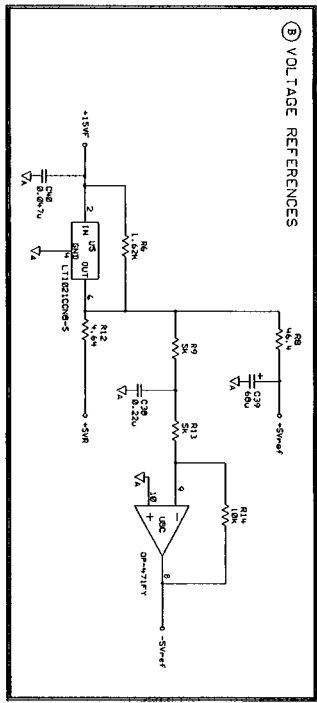 B VOLTAGE REFERENCES
R8
46.4
+5Vref
+
C39
68u
A
R14
10K
R6
1.62K
R9
5K
R13
5K
C38
0.22u
A
9
10
A
-
+
U8C
8
OP-471FY
-5Vref
+15VF
2
IN
U5
OUT
GND
4
6
LT1021CCN8-5
A
C40
0.047u
A
R12
4.64
+5VR